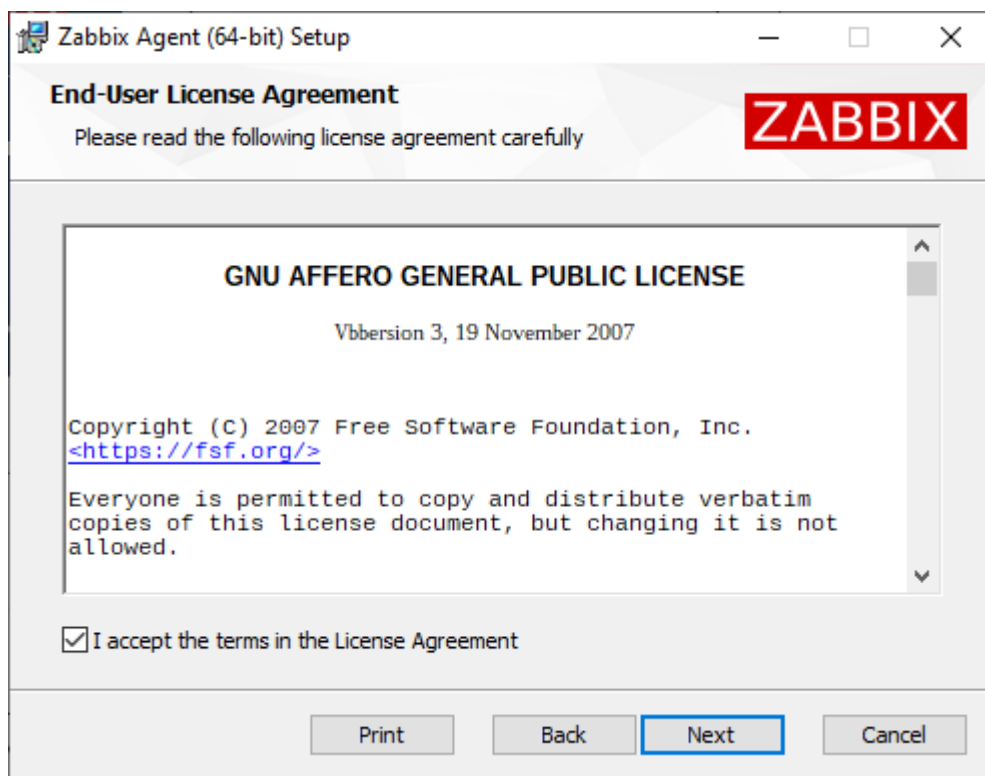 Zabbix Agent (64-bit) Setup
End-User License Agreement
Please read the following license agreement carefully
ZABBIX
GNU AFFERO GENERAL PUBLIC LICENSE
Vbbersion 3, 19 November 2007
Copyright (C) 2007 Free Software Foundation, Inc.
<https://fsf.org/>
Everyone is permitted to copy and distribute verbatim
copies of this license document, but changing it is not
allowed.
I accept the terms in the License Agreement
Print Back Next Cancel